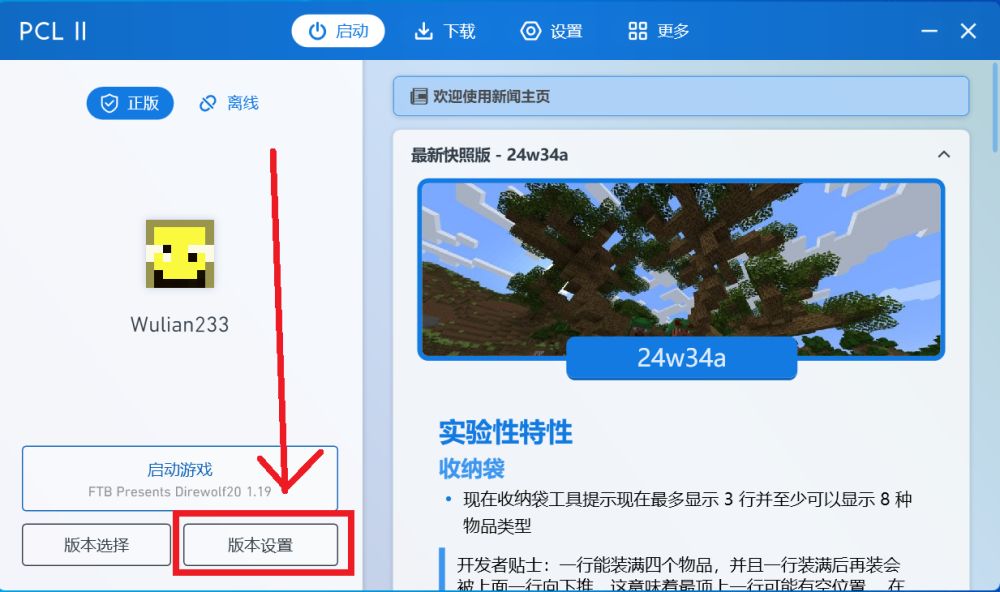 PCL II
启动
下载
设置
更多
正版
离线
Wulian233
启动游戏
FTB Presents Direwolf20 1.19
版本选择
版本设置
欢迎使用新闻主页
最新快照版 - 24w34a
24w34a
实验性特性
收纳袋
• 现在收纳袋工具提示现在最多显示 3 行并至少可以显示 8 种
物品类型
开发者贴士：一行能装满四个物品，并且一行装满后再装会
被上面一行向下推，这意味着最顶上一行可能有空位置。在